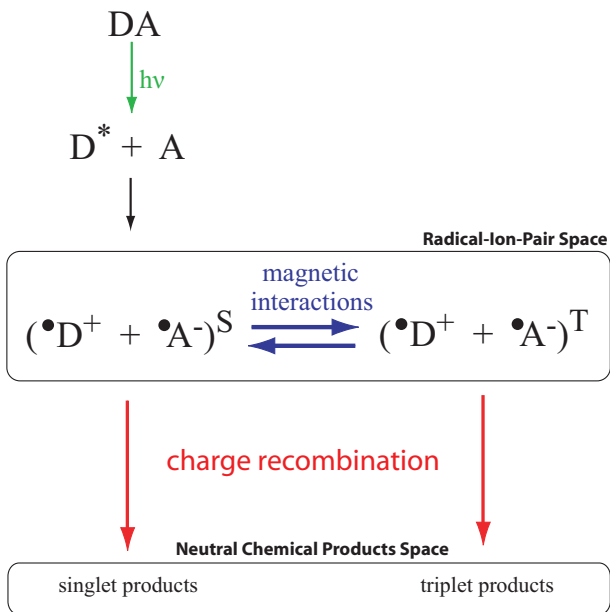 DA
hν
D* + A
Radical-Ion-Pair Space
magnetic
interactions
(•D⁺ + •A⁻)ˢ (•D⁺ + •A⁻)ᵀ
charge recombination
Neutral Chemical Products Space
singlet products triplet products